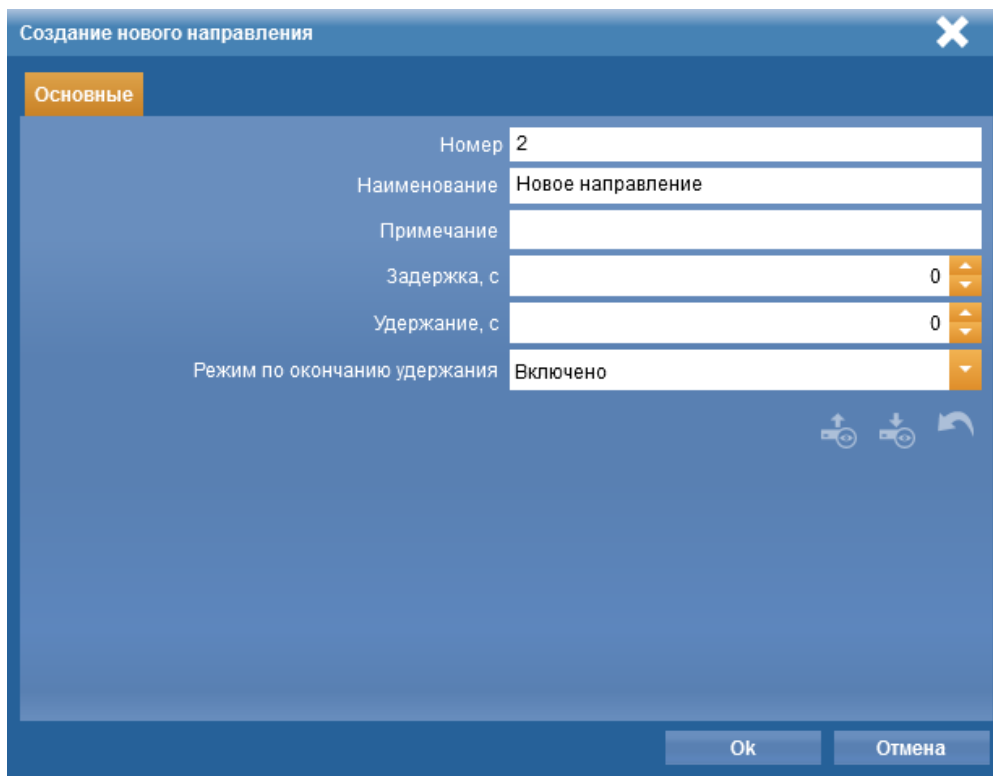 Создание нового направления
Основные
Номер 2
Наименование Новое направление
Примечание
Задержка, с 0
Удержание, с 0
Режим по окончанию удержания Включено
Ok Отмена